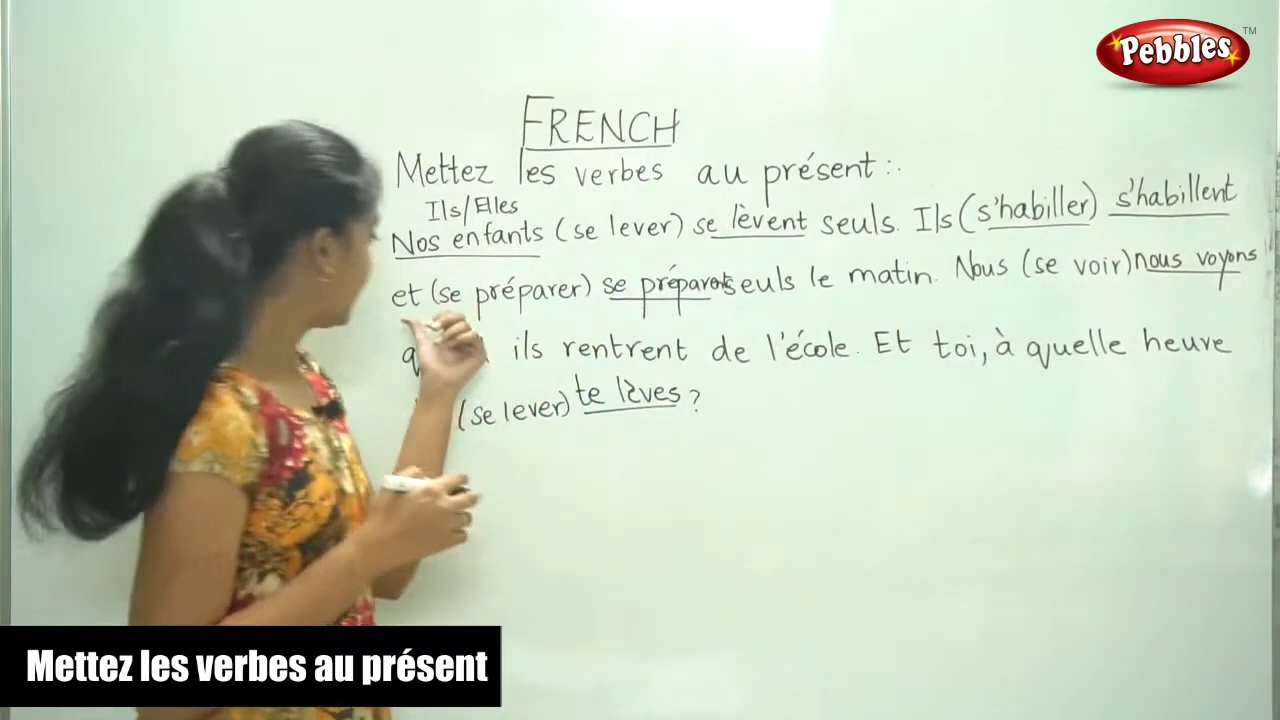 Pebbles™
FRENCH
Mettez les verbes au présent :.
Ils/Elles
Nos enfants (se lever) se lèvent seuls. Ils (s'habiller) s'habillent
et (se préparer) se préparent seuls le matin. Nous (se voir) nous voyons
ils rentrent de l'école. Et toi, à quelle heure
(se lever) te lèves ?
Mettez les verbes au présent